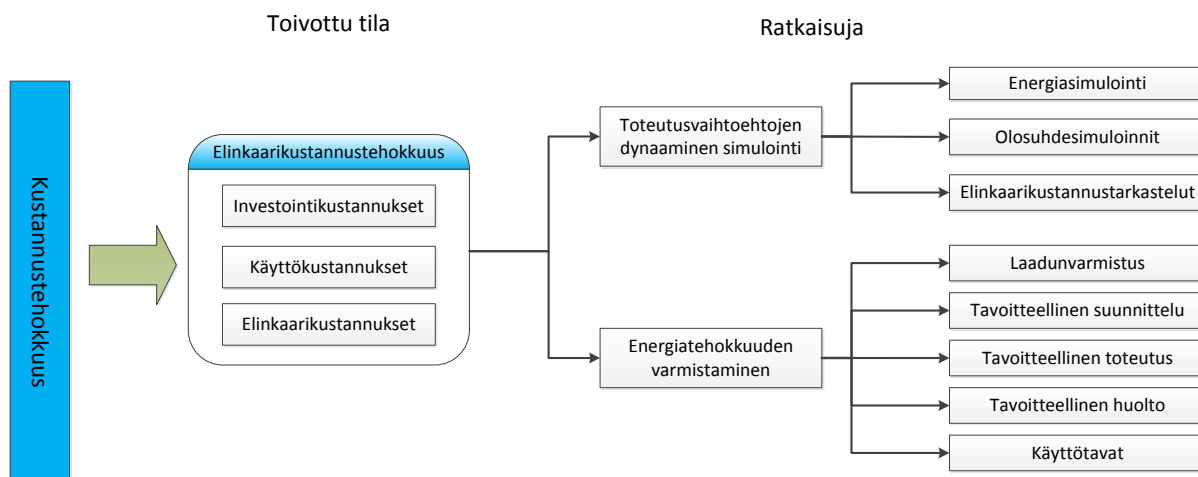 Toivottu tila
Ratkaisuja
Kustannustehokkuus
Elinkaarikustannustehokkuus
Investointikustannukset
Käyttökustannukset
Elinkaarikustannukset
Toteutusvaihtoehtojen
dynaaminen simulointi
Energiatehokkuuden
varmistaminen
Energiasimulointi
Olosuhdesimuloinnit
Elinkaarikustannustarkastelut
Laadunvarmistus
Tavoitteellinen suunnittelu
Tavoitteellinen toteutus
Tavoitteellinen huolto
Käyttötavat